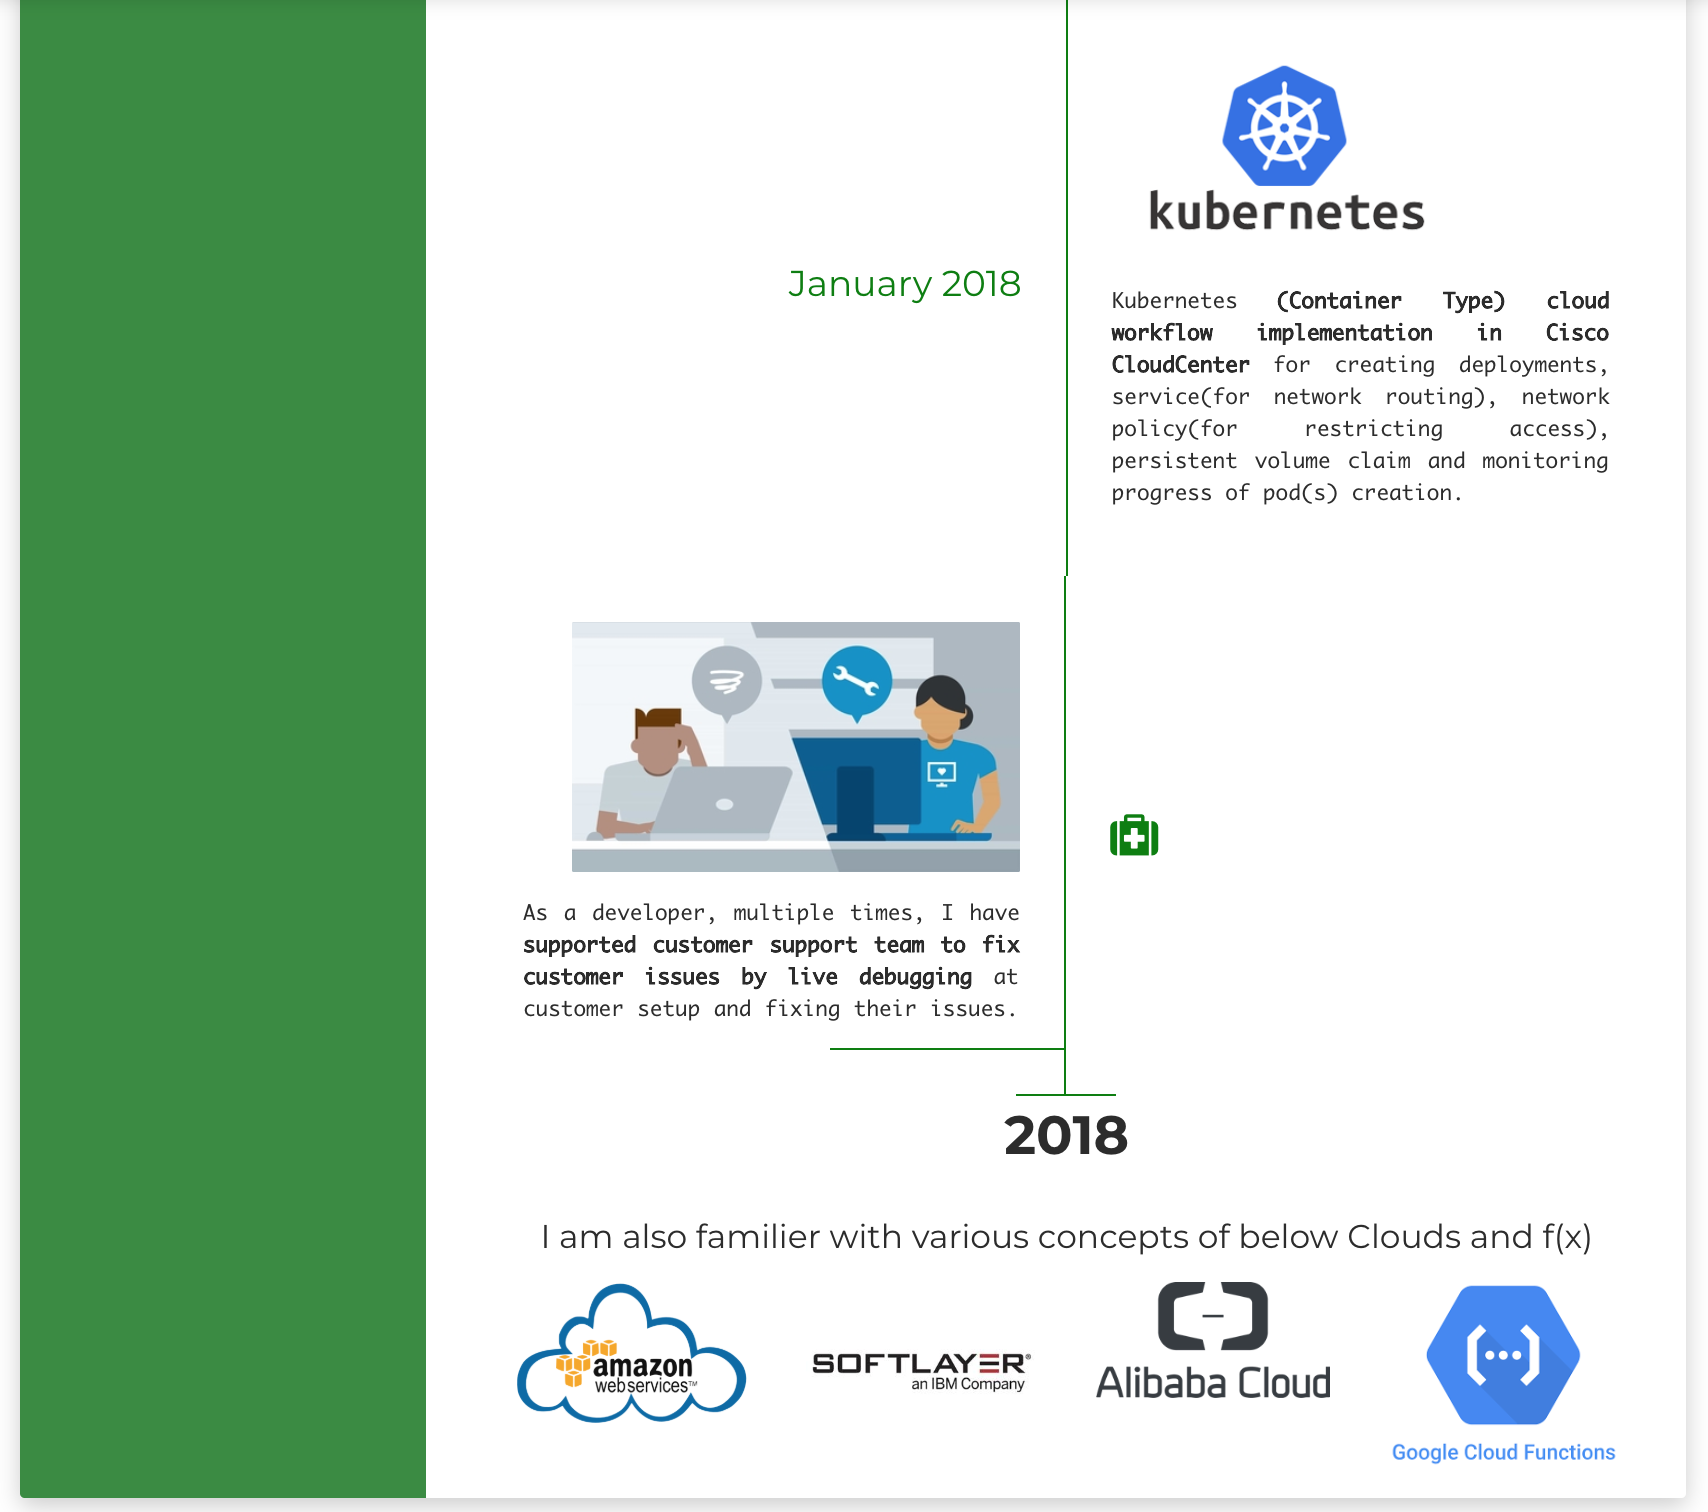 kubernetes
January 2018
Kubernetes (Container Type) cloud
workflow implementation in Cisco
CloudCenter for creating deployments,
service(for network routing), network
policy(for restricting access),
persistent volume claim and monitoring
progress of pod(s) creation.
As a developer, multiple times, I have
supported customer support team to fix
customer issues by live debugging at
customer setup and fixing their issues.
2018
I am also familier with various concepts of below Clouds and f(x)
amazon
webservices™
SOFTLAYER®
an IBM Company
Alibaba Cloud
Google Cloud Functions